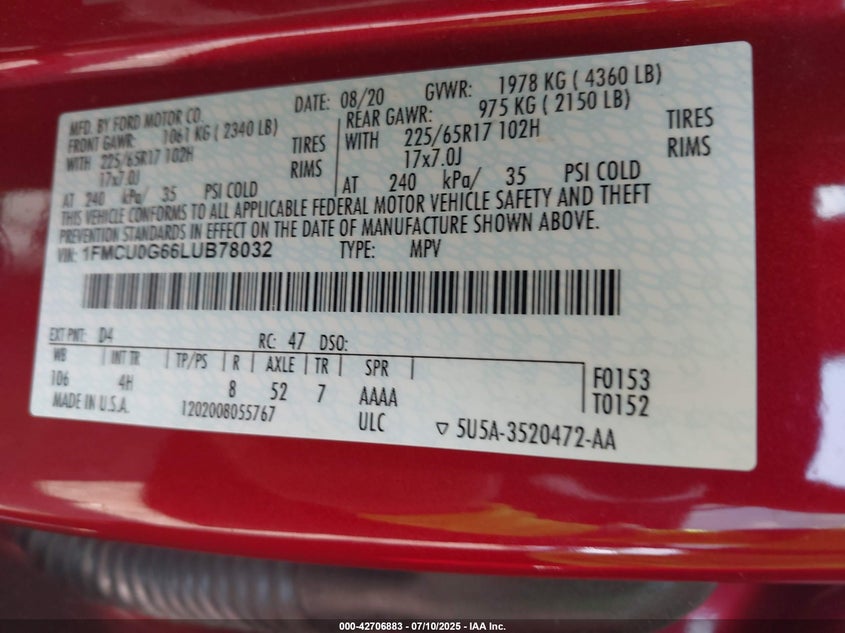 MFD. BY FORD MOTOR CO.
DATE: 08/20 GVWR: 1978 KG ( 4360 LB)
FRONT GAWR: 1061 KG ( 2340 LB) REAR GAWR: 975 KG ( 2150 LB)
WITH 225/65R17 102H TIRES WITH 225/65R17 102H TIRES
17x7.0J RIMS 17x7.0J RIMS
AT 240 kPa/ 35 PSI COLD AT 240 kPa/ 35 PSI COLD
THIS VEHICLE CONFORMS TO ALL APPLICABLE FEDERAL MOTOR VEHICLE SAFETY AND THEFT
PREVENTION STANDARDS IN EFFECT ON THE DATE OF MANUFACTURE SHOWN ABOVE.
VIN: 1FMCU0G66LUB78032 TYPE: MPV
EXT PNT: D4 RC: 47 DSO:
WB INT TR TP/PS R AXLE TR SPR
106 4H 8 52 7 AAAA F0153
MADE IN U.S.A. 1202008055767 ULC T0152
5U5A-3520472-AA
000-42706883 / 07/10/2025 - IAA Inc.